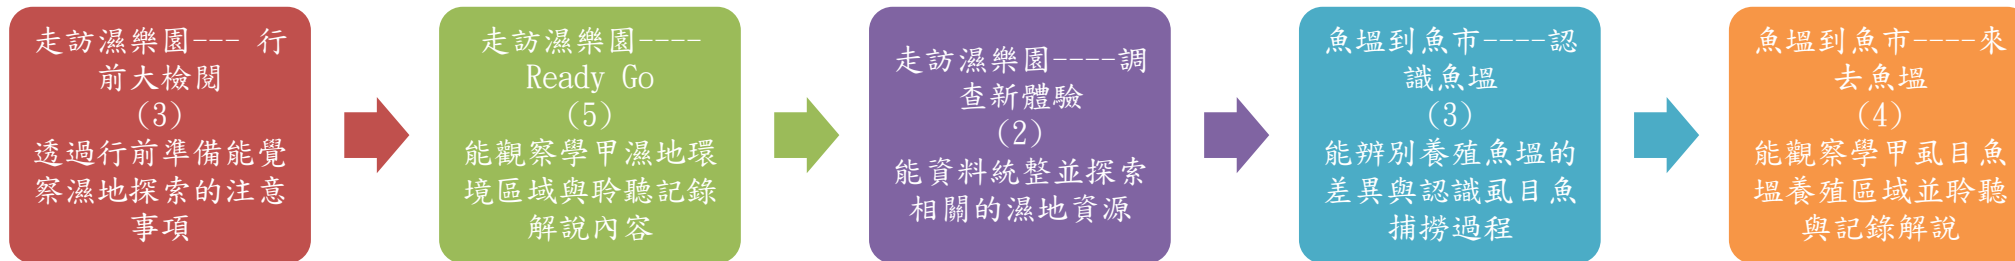 走訪濕樂園--- 行
前大檢閱
(3)
透過行前準備能覺
察濕地探索的注意
事項
走訪濕樂園----
Ready Go
(5)
能觀察學甲濕地環
境區域與聆聽記錄
解說內容
走訪濕樂園----調
查新體驗
(2)
能資料統整並探索
相關的濕地資源
魚塭到魚市----認
識魚塭
(3)
能辨別養殖魚塭的
差異與認識虱目魚
捕撈過程
魚塭到魚市----來
去魚塭
(4)
能觀察學甲虱目魚
塭養殖區域並聆聽
與記錄解說